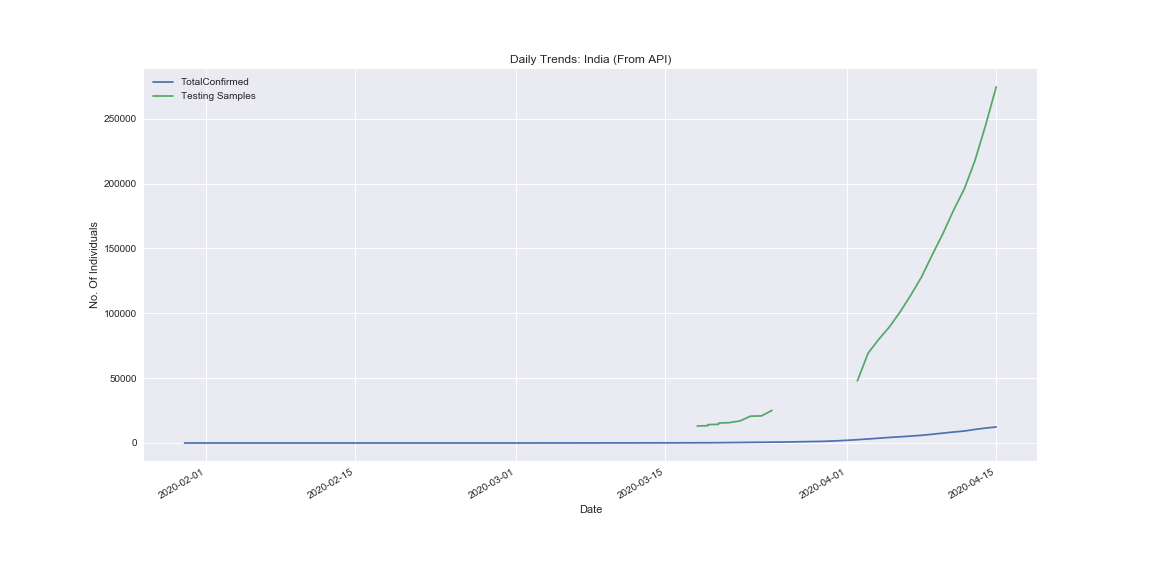 Daily Trends: India (From API)
TotalConfirmed
Testing Samples
250000
200000
150000
100000
50000
0
No. Of Individuals
2020-02-01
2020-02-15
2020-03-01
2020-03-15
2020-04-01
2020-04-15
Date